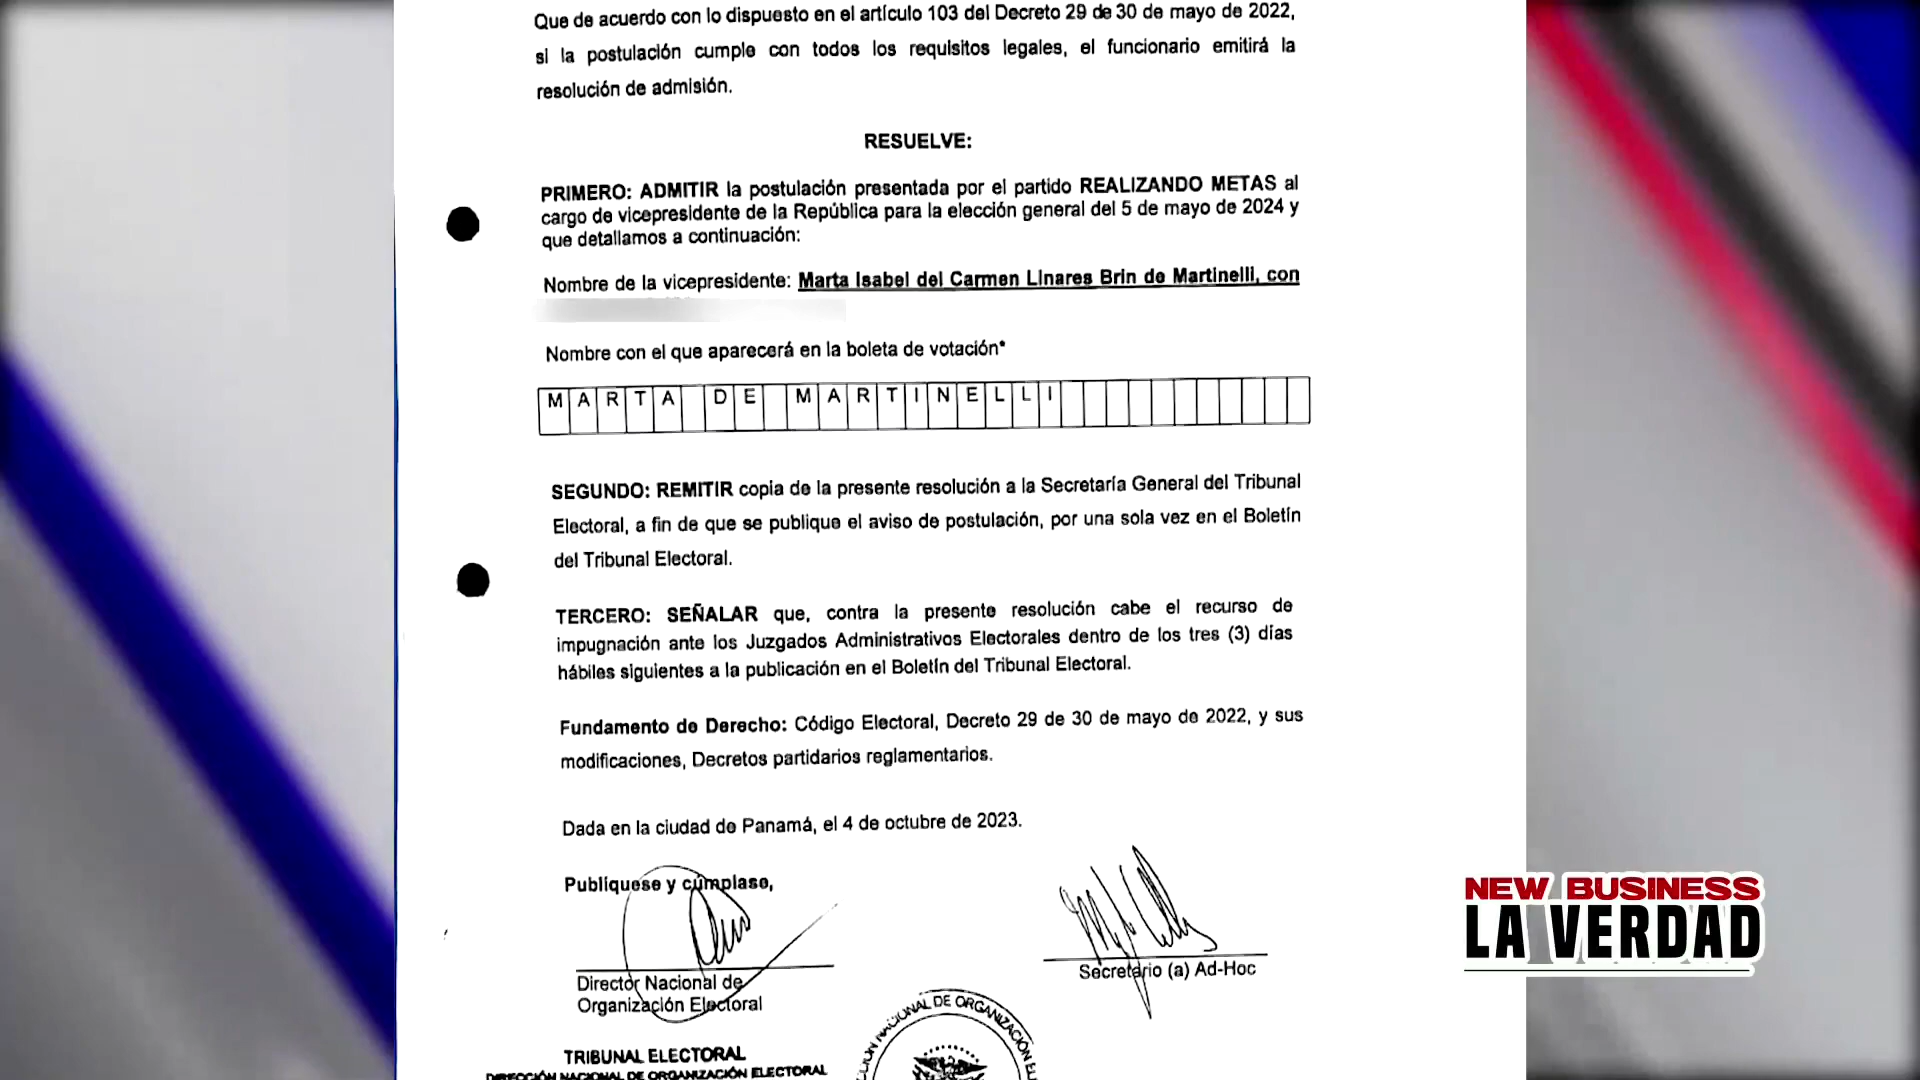 Que de acuerdo con lo dispuesto en el artículo 103 del Decreto 29 de 30 de mayo de 2022,
si la postulación cumple con todos los requisitos legales, el funcionario emitirá la
resolución de admisión.
RESUELVE:
PRIMERO: ADMITIR la postulación presentada por el partido REALIZANDO METAS al
cargo de vicepresidente de la República para la elección general del 5 de mayo de 2024 y
que detallamos a continuación:
Nombre de la vicepresidente: Marta Isabel del Carmen Linares Brin de Martinelli, con
Nombre con el que aparecerá en la boleta de votación*
MARTA DE MARTINELLI
SEGUNDO: REMITIR copia de la presente resolución a la Secretaría General del Tribunal
Electoral, a fin de que se publique el aviso de postulación, por una sola vez en el Boletín
del Tribunal Electoral.
TERCERO: SEÑALAR que, contra la presente resolución cabe el recurso de
impugnación ante los Juzgados Administrativos Electorales dentro de los tres (3) días
hábiles siguientes a la publicación en el Boletín del Tribunal Electoral.
Fundamento de Derecho: Código Electoral, Decreto 29 de 30 de mayo de 2022, y sus
modificaciones, Decretos partidarios reglamentarios.
Dada en la ciudad de Panamá, el 4 de octubre de 2023.
Publíquese y cúmplase,
Director Nacional de
Organización Electoral
Secretario (a) Ad-Hoc
TRIBUNAL ELECTORAL
DIRECCIÓN NACIONAL DE ORGANIZACIÓN ELECTORAL
NACIONAL DE ORGANIZACIÓN
NEW BUSINESS
LA VERDAD